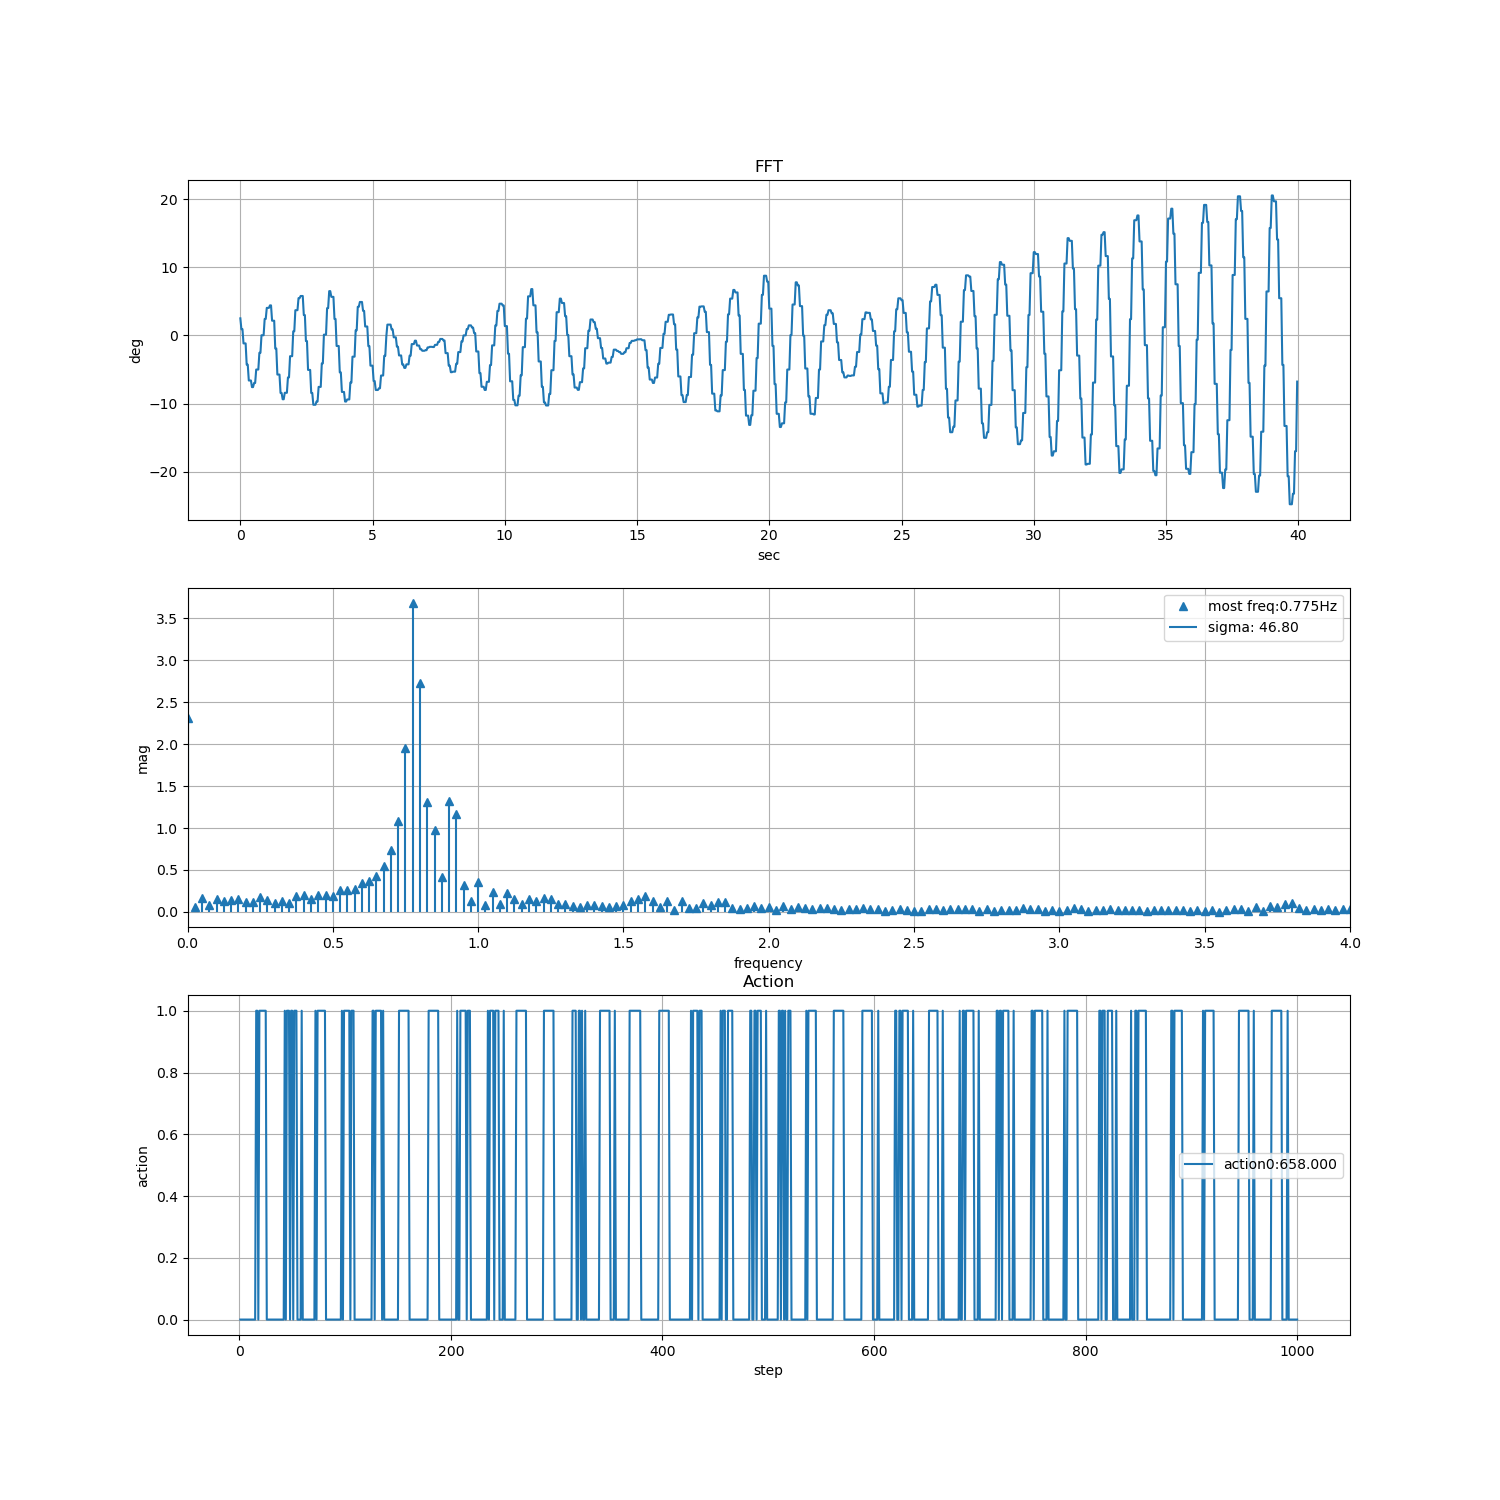 FFT
20
10
0
−10
−20
deg
0 5 10 15 20 25 30 35 40
sec
3.5
3.0
2.5
2.0
1.5
1.0
0.5
0.0
mag
most freq:0.775Hz
sigma: 46.80
0.0 0.5 1.0 1.5 2.0 2.5 3.0 3.5 4.0
frequency
Action
1.0
0.8
0.6
0.4
0.2
0.0
action
action0:658.000
0 200 400 600 800 1000
step